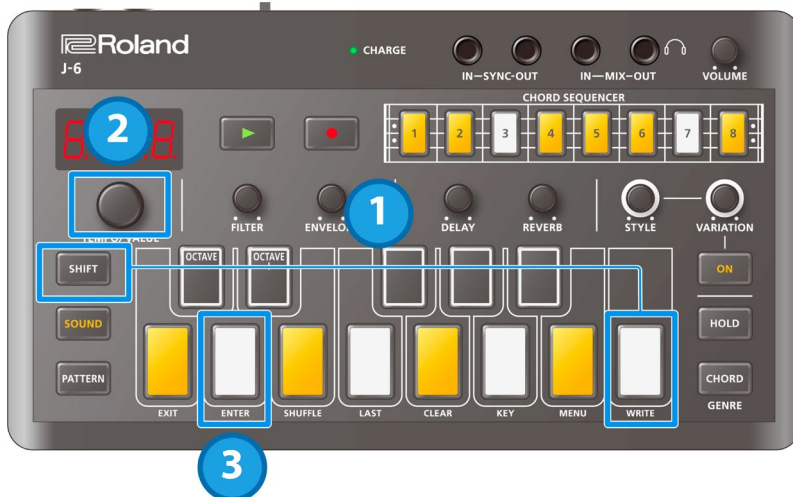 Roland
J-6
CHARGE
IN–SYNC-OUT
IN—MIX—OUT
VOLUME
CHORD SEQUENCER
1 2 3 4 5 6 7 8
2
1
FILTER
DELAY
REVERB
STYLE
VARIATION
SHIFT
OCTAVE
OCTAVE
ON
SOUND
HOLD
PATTERN
CHORD
EXIT
ENTER
SHUFFLE
LAST
CLEAR
KEY
MENU
WRITE
GENRE
3